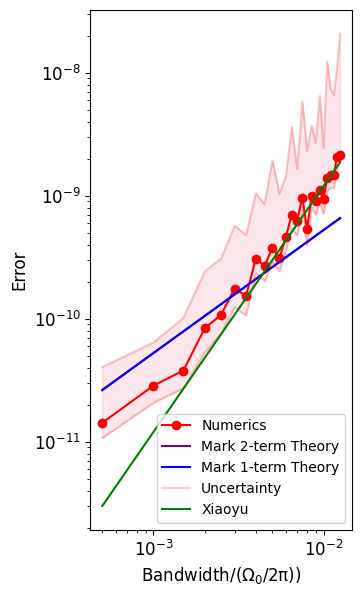 10⁻⁸
10⁻⁹
10⁻¹⁰
10⁻¹¹
Error
Numerics
Mark 2-term Theory
Mark 1-term Theory
Uncertainty
Xiaoyu
10⁻³ 10⁻²
Bandwidth/(Ω₀/2π))